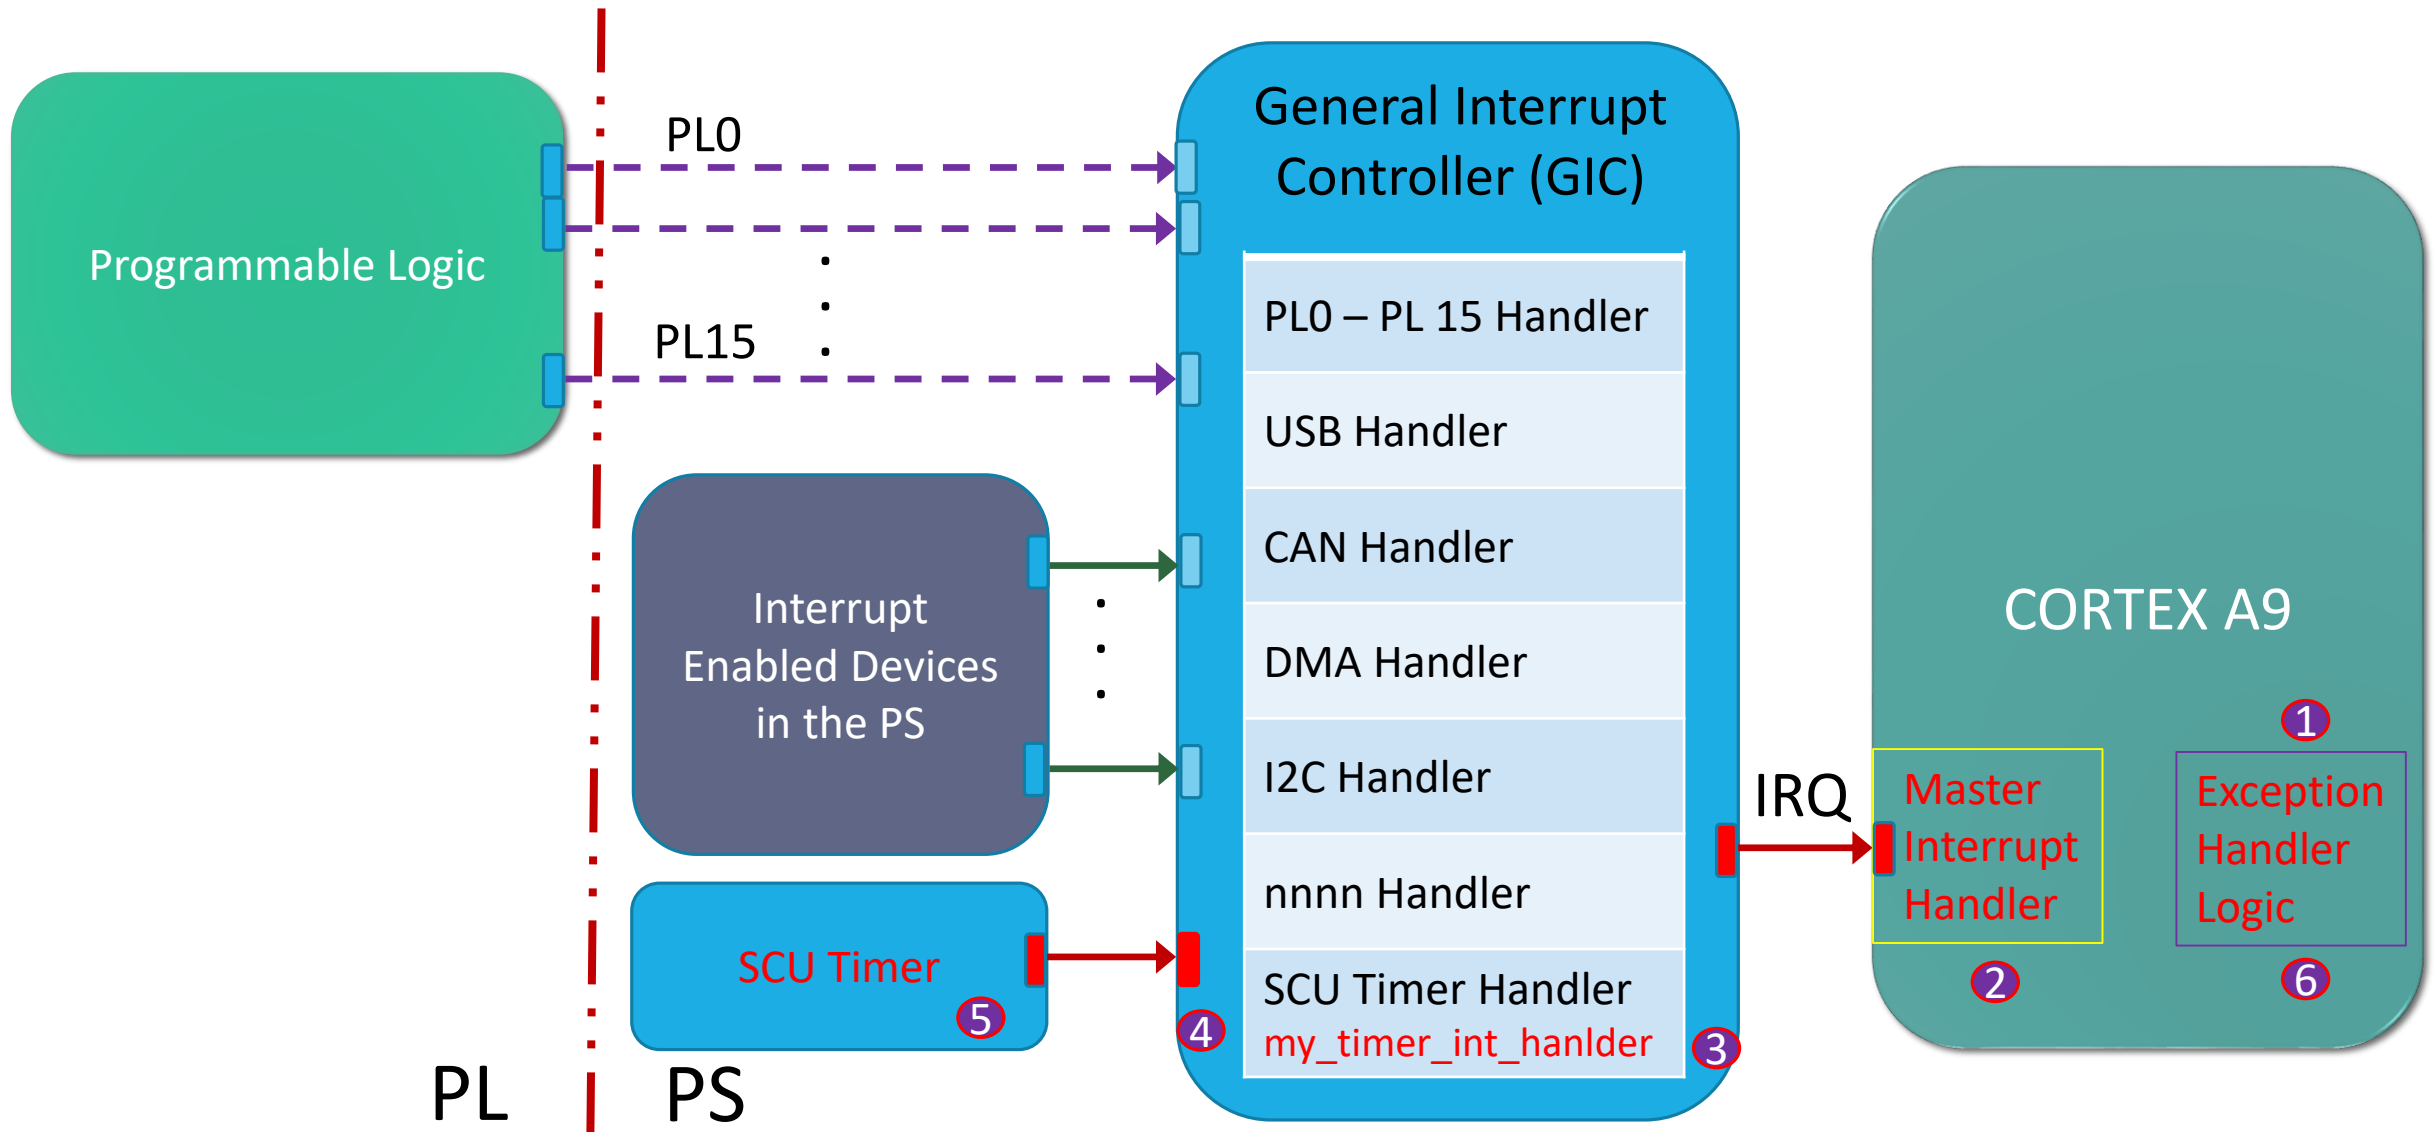 PL0
PL15
Programmable Logic
General Interrupt
Controller (GIC)
PL0 – PL 15 Handler
USB Handler
CAN Handler
DMA Handler
I2C Handler
nnnn Handler
SCU Timer Handler
my_timer_int_hanlder
Interrupt
Enabled Devices
in the PS
SCU Timer
5
4
3
IRQ
CORTEX A9
1
Master
Interrupt
Handler
2
Exception
Handler
Logic
6
PL
PS